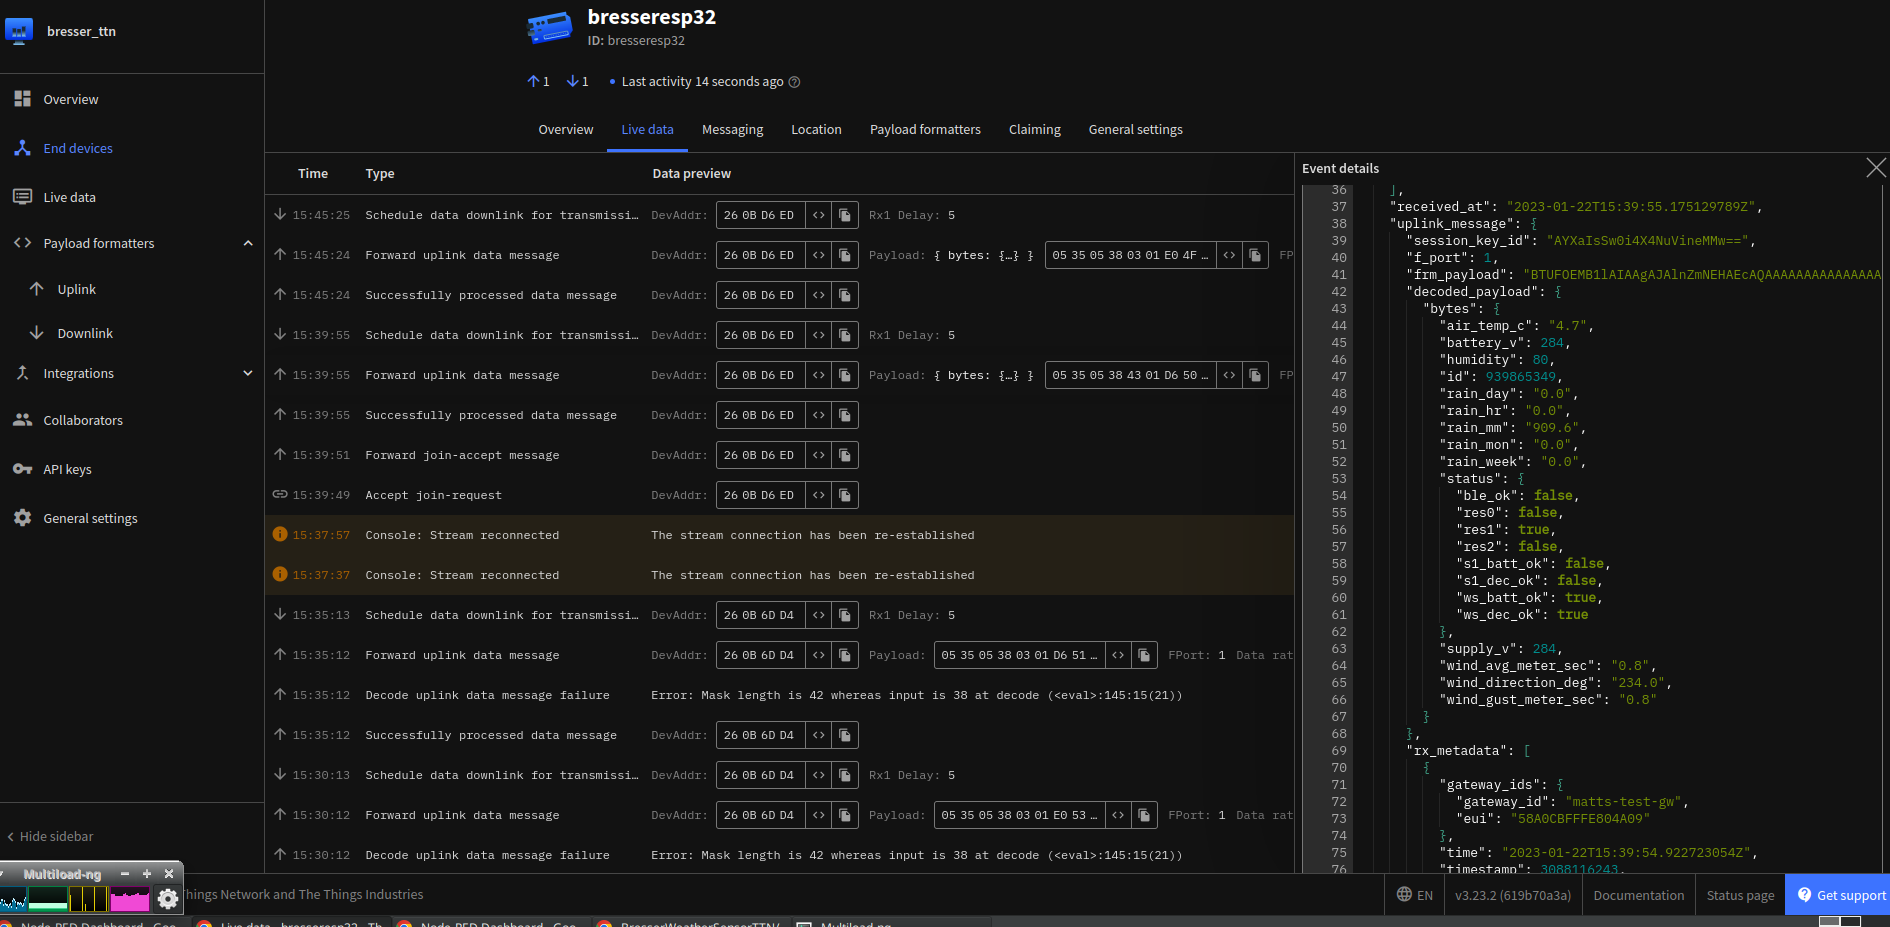 bresser_ttn
Overview
End devices
Live data
Payload formatters
Uplink
Downlink
Integrations
Collaborators
API keys
General settings
Hide sidebar
bresseresp32
ID: bresseresp32
1 1 • Last activity 14 seconds ago
Overview Live data Messaging Location Payload formatters Claiming General settings
Time Type Data preview
15:45:25 Schedule data downlink for transmissi… DevAddr: 26 0B D6 ED <> Rx1 Delay: 5
15:45:24 Forward uplink data message DevAddr: 26 0B D6 ED <> Payload: { bytes: {…} } 05 35 05 38 03 01 E0 4F … <> FP
15:45:24 Successfully processed data message DevAddr: 26 0B D6 ED <>
15:39:55 Schedule data downlink for transmissi… DevAddr: 26 0B D6 ED <> Rx1 Delay: 5
15:39:55 Forward uplink data message DevAddr: 26 0B D6 ED <> Payload: { bytes: {…} } 05 35 05 38 43 01 D6 50 … <> FP
15:39:55 Successfully processed data message DevAddr: 26 0B D6 ED <>
15:39:51 Forward join-accept message DevAddr: 26 0B D6 ED <>
15:39:49 Accept join-request DevAddr: 26 0B D6 ED <>
15:37:57 Console: Stream reconnected The stream connection has been re-established
15:37:37 Console: Stream reconnected The stream connection has been re-established
15:35:13 Schedule data downlink for transmissi… DevAddr: 26 0B 6D D4 <> Rx1 Delay: 5
15:35:12 Forward uplink data message DevAddr: 26 0B 6D D4 <> Payload: 05 35 05 38 03 01 D6 51 … <> FPort: 1 Data rat
15:35:12 Decode uplink data message failure Error: Mask length is 42 whereas input is 38 at decode (<eval>:145:15(21))
15:35:12 Successfully processed data message DevAddr: 26 0B 6D D4 <>
15:30:13 Schedule data downlink for transmissi… DevAddr: 26 0B 6D D4 <> Rx1 Delay: 5
15:30:12 Forward uplink data message DevAddr: 26 0B 6D D4 <> Payload: 05 35 05 38 03 01 E0 53 … <> FPort: 1 Data rat
15:30:12 Decode uplink data message failure Error: Mask length is 42 whereas input is 38 at decode (<eval>:145:15(21))
Event details
36 ],
37 "received_at": "2023-01-22T15:39:55.175129789Z",
38 "uplink_message": {
39 "session_key_id": "AYXaIsSw0i4X4NuVineMMw==",
40 "f_port": 1,
41 "frm_payload": "BTUFOEMB1lAIAAgAJAlnZmNEHAEcAQAAAAAAAAAAAAAAA
42 "decoded_payload": {
43 "bytes": {
44 "air_temp_c": "4.7",
45 "battery_v": 284,
46 "humidity": 80,
47 "id": 939865349,
48 "rain_day": "0.0",
49 "rain_hr": "0.0",
50 "rain_mm": "909.6",
51 "rain_mon": "0.0",
52 "rain_week": "0.0",
53 "status": {
54 "ble_ok": false,
55 "res0": false,
56 "res1": true,
57 "res2": false,
58 "s1_batt_ok": false,
59 "s1_dec_ok": false,
60 "ws_batt_ok": true,
61 "ws_dec_ok": true
62 },
63 "supply_v": 284,
64 "wind_avg_meter_sec": "0.8",
65 "wind_direction_deg": "234.0",
66 "wind_gust_meter_sec": "0.8"
67 }
68 },
69 "rx_metadata": [
70 {
71 "gateway_ids": {
72 "gateway_id": "matts-test-gw",
73 "eui": "58A0CBFFFE804A09"
74 },
75 "time": "2023-01-22T15:39:54.922723054Z",
76 "timestamp": 3088116243,
Multiload-ng
Things Network and The Things Industries
EN v3.23.2 (619b70a3a) Documentation Status page Get support
Node-RED Dashboard - Goo Live data - bresseresp32 - Th Node-RED Dashboard - Goo BresserWeatherSensorTTN/ Multiload-ng